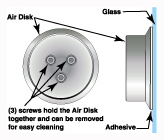 Glass
Air Disk
(3) screws hold the Air Disk
together and can be removed
for easy cleaning
Adhesive